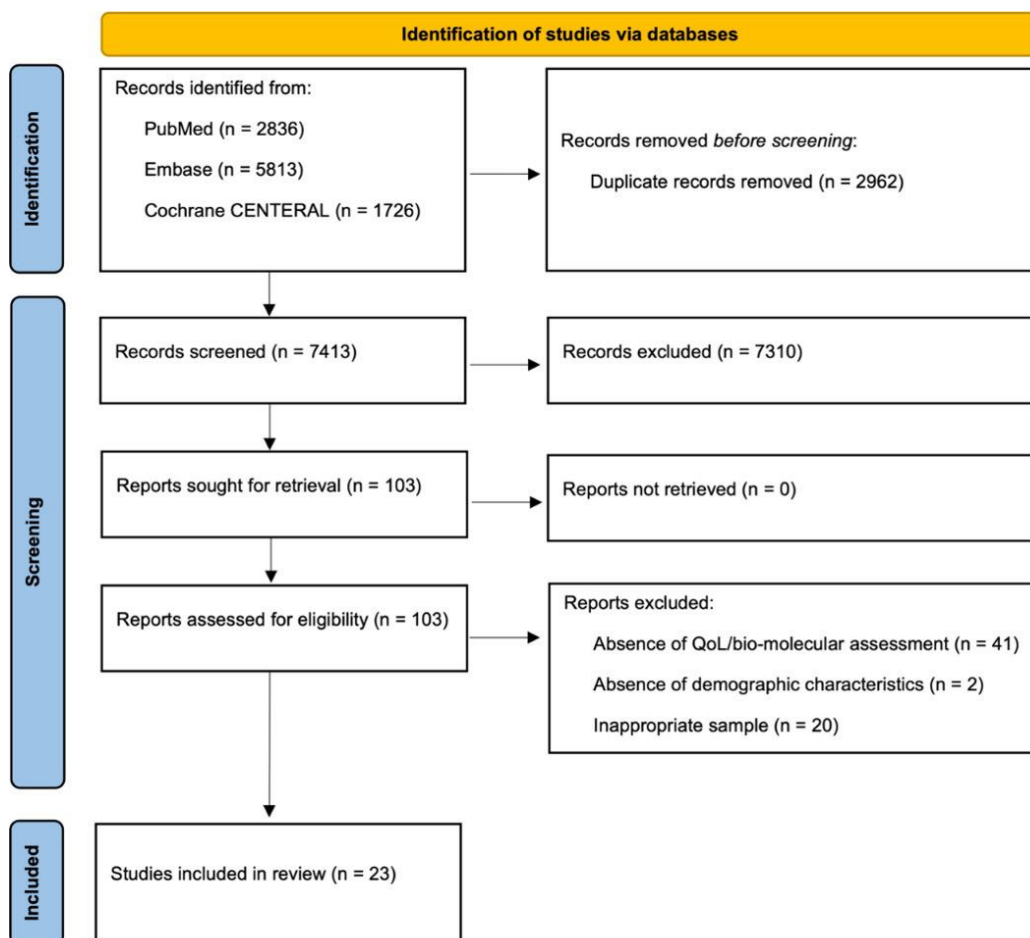 Identification of studies via databases
Identification
Records identified from:
PubMed (n = 2836)
Embase (n = 5813)
Cochrane CENTERAL (n = 1726)
Records removed before screening:
Duplicate records removed (n = 2962)
Screening
Records screened (n = 7413)
Records excluded (n = 7310)
Reports sought for retrieval (n = 103)
Reports not retrieved (n = 0)
Reports assessed for eligibility (n = 103)
Reports excluded:
Absence of QoL/bio-molecular assessment (n = 41)
Absence of demographic characteristics (n = 2)
Inappropriate sample (n = 20)
Included
Studies included in review (n = 23)